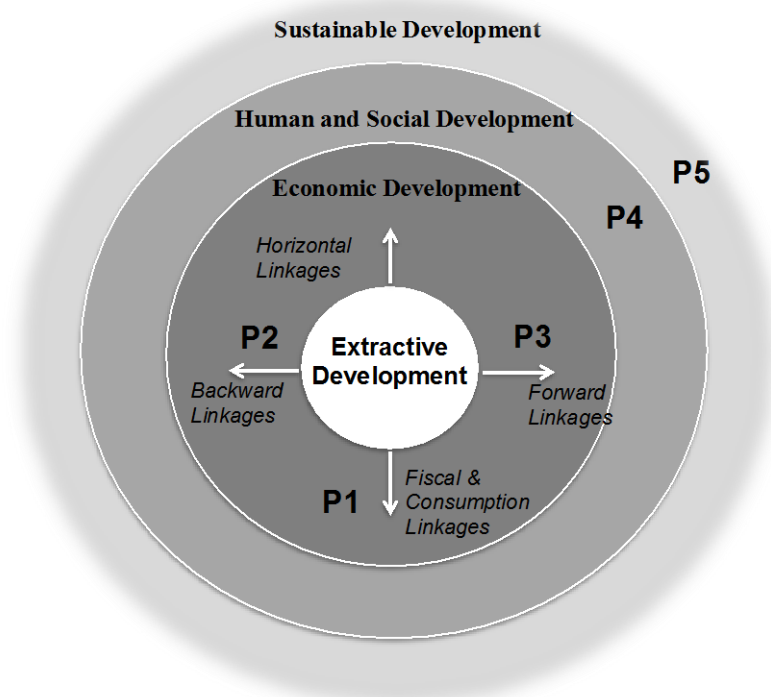 Sustainable Development
Human and Social Development
P5
Economic Development
P4
Horizontal
Linkages
P2
P3
Extractive
Development
Backward
Linkages
Forward
Linkages
P1
Fiscal &
Consumption
Linkages